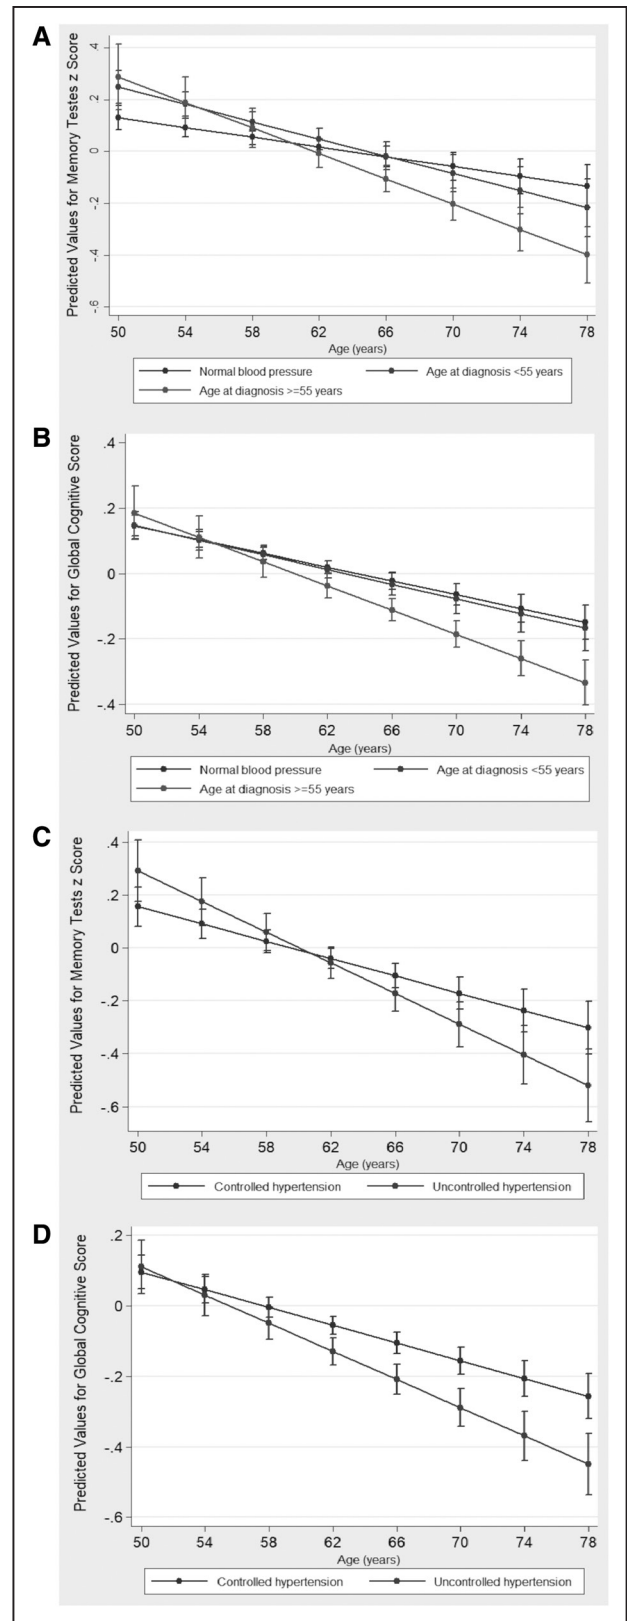 A
Predicted Values for Memory Testes z Score
.4
.2
0
-.2
-.4
-.6
50 54 58 62 66 70 74 78
Age (years)
Normal blood pressure Age at diagnosis <55 years
Age at diagnosis >=55 years
B
Predicted Values for Global Cognitive Score
.4
.2
0
-.2
-.4
50 54 58 62 66 70 74 78
Age (years)
Normal blood pressure Age at diagnosis <55 years
Age at diagnosis >=55 years
C
Predicted Values for Memory Tests z Score
.4
.2
0
-.2
-.4
-.6
50 54 58 62 66 70 74 78
Age (years)
Controlled hypertension Uncontrolled hypertension
D
Predicted Values for Global Cognitive Score
.2
0
-.2
-.4
-.6
50 54 58 62 66 70 74 78
Age (years)
Controlled hypertension Uncontrolled hypertension